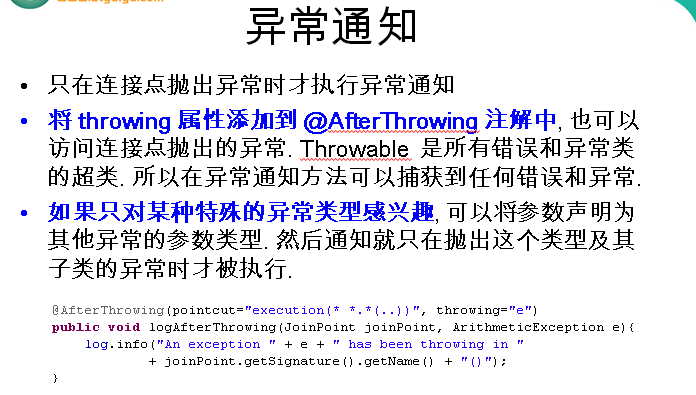 异常通知
• 只在连接点抛出异常时才执行异常通知
• 将 throwing 属性添加到 @AfterThrowing 注解中, 也可以
访问连接点抛出的异常. Throwable 是所有错误和异常类
的超类. 所以在异常通知方法可以捕获到任何错误和异常.
• 如果只对某种特殊的异常类型感兴趣, 可以将参数声明为
其他异常的参数类型. 然后通知就只在抛出这个类型及其
子类的异常时才被执行.
@AfterThrowing(pointcut="execution(* *.*(..))", throwing="e")
public void logAfterThrowing(JoinPoint joinPoint, ArithmeticException e){
log.info("An exception " + e + " has been throwing in "
+ joinPoint.getSignature().getName() + "()");
}